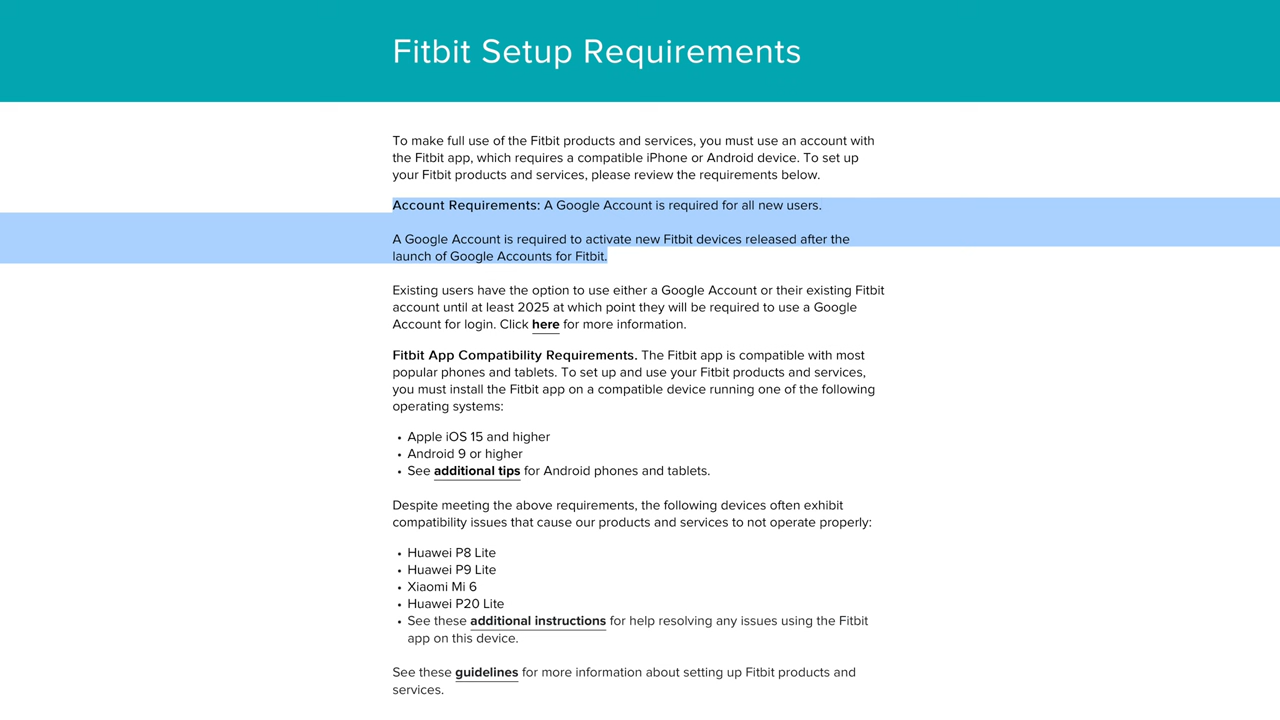 Fitbit Setup Requirements
To make full use of the Fitbit products and services, you must use an account with
the Fitbit app, which requires a compatible iPhone or Android device. To set up
your Fitbit products and services, please review the requirements below.
Account Requirements: A Google Account is required for all new users.
A Google Account is required to activate new Fitbit devices released after the
launch of Google Accounts for Fitbit.
Existing users have the option to use either a Google Account or their existing Fitbit
account until at least 2025 at which point they will be required to use a Google
Account for login. Click here for more information.
Fitbit App Compatibility Requirements. The Fitbit app is compatible with most
popular phones and tablets. To set up and use your Fitbit products and services,
you must install the Fitbit app on a compatible device running one of the following
operating systems:
• Apple iOS 15 and higher
• Android 9 or higher
• See additional tips for Android phones and tablets.
Despite meeting the above requirements, the following devices often exhibit
compatibility issues that cause our products and services to not operate properly:
• Huawei P8 Lite
• Huawei P9 Lite
• Xiaomi Mi 6
• Huawei P20 Lite
• See these additional instructions for help resolving any issues using the Fitbit
app on this device.
See these guidelines for more information about setting up Fitbit products and
services.